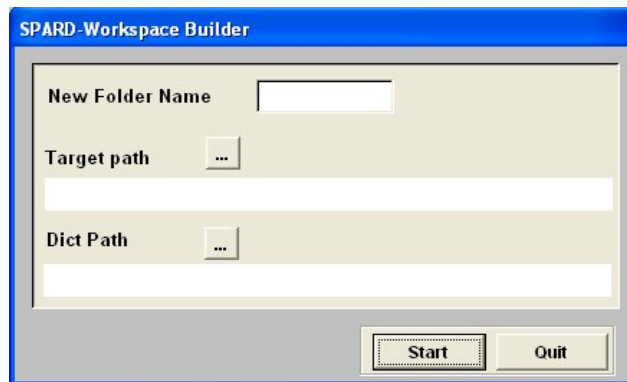 SPARD-Workspace Builder
New Folder Name
Target path ...
Dict Path ...
Start Quit